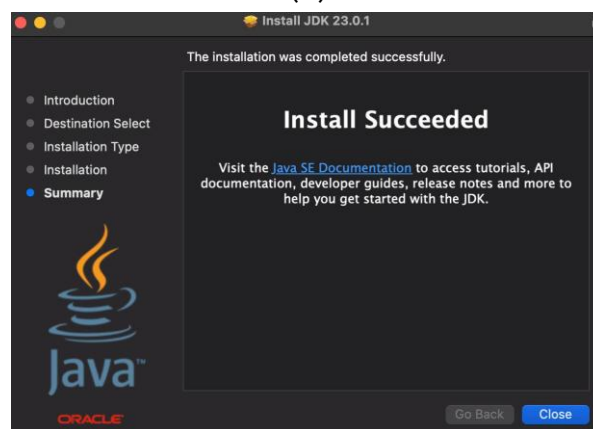 Install JDK 23.0.1
The installation was completed successfully.
Introduction
Destination Select
Installation Type
Installation
Summary
Install Succeeded
Visit the Java SE Documentation to access tutorials, API
documentation, developer guides, release notes and more to
help you get started with the JDK.
Java™
ORACLE
Go Back
Close